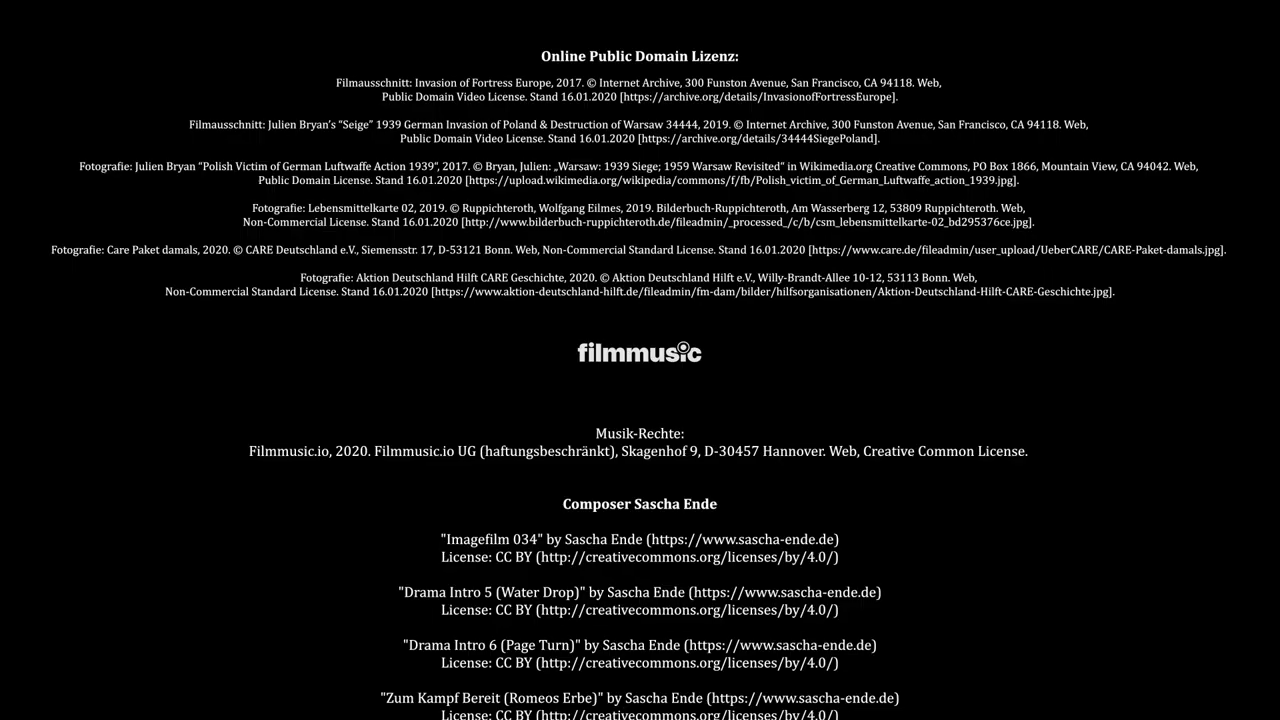 Online Public Domain Lizenz:
Filmausschnitt: Invasion of Fortress Europe, 2017. © Internet Archive, 300 Funston Avenue, San Francisco, CA 94118. Web,
Public Domain Video License. Stand 16.01.2020 [https://archive.org/details/InvasionofFortressEurope].
Filmausschnitt: Julien Bryan’s “Seige” 1939 German Invasion of Poland & Destruction of Warsaw 34444, 2019. © Internet Archive, 300 Funston Avenue, San Francisco, CA 94118. Web,
Public Domain Video License. Stand 16.01.2020 [https://archive.org/details/34444SiegePoland].
Fotografie: Julien Bryan “Polish Victim of German Luftwaffe Action 1939“, 2017. © Bryan, Julien: „Warsaw: 1939 Siege; 1959 Warsaw Revisited“ in Wikimedia.org Creative Commons, PO Box 1866, Mountain View, CA 94042. Web,
Public Domain License. Stand 16.01.2020 [https://upload.wikimedia.org/wikipedia/commons/f/fb/Polish_victim_of_German_Luftwaffe_action_1939.jpg].
Fotografie: Lebensmittelkarte 02, 2019. © Ruppichteroth, Wolfgang Eilmes, 2019. Bilderbuch-Ruppichteroth, Am Wasserberg 12, 53809 Ruppichteroth. Web,
Non-Commercial License. Stand 16.01.2020 [http://www.bilderbuch-ruppichteroth.de/fileadmin/_processed_/c/b/csm_lebensmittelkarte-02_bd295376ce.jpg].
Fotografie: Care Paket damals, 2020. © CARE Deutschland e.V., Siemensstr. 17, D-53121 Bonn. Web, Non-Commercial Standard License. Stand 16.01.2020 [https://www.care.de/fileadmin/user_upload/UeberCARE/CARE-Paket-damals.jpg].
Fotografie: Aktion Deutschland Hilft CARE Geschichte, 2020. © Aktion Deutschland Hilft e.V., Willy-Brandt-Allee 10-12, 53113 Bonn. Web,
Non-Commercial Standard License. Stand 16.01.2020 [https://www.aktion-deutschland-hilft.de/fileadmin/fm-dam/bilder/hilfsorganisationen/Aktion-Deutschland-Hilft-CARE-Geschichte.jpg].
filmmusic
Musik-Rechte:
Filmmusic.io, 2020. Filmmusic.io UG (haftungsbeschränkt), Skagenhof 9, D-30457 Hannover. Web, Creative Common License.
Composer Sascha Ende
"Imagefilm 034" by Sascha Ende (https://www.sascha-ende.de)
License: CC BY (http://creativecommons.org/licenses/by/4.0/)
"Drama Intro 5 (Water Drop)" by Sascha Ende (https://www.sascha-ende.de)
License: CC BY (http://creativecommons.org/licenses/by/4.0/)
"Drama Intro 6 (Page Turn)" by Sascha Ende (https://www.sascha-ende.de)
License: CC BY (http://creativecommons.org/licenses/by/4.0/)
"Zum Kampf Bereit (Romeos Erbe)" by Sascha Ende (https://www.sascha-ende.de)
License: CC BY (http://creativecommons.org/licenses/by/4.0/)